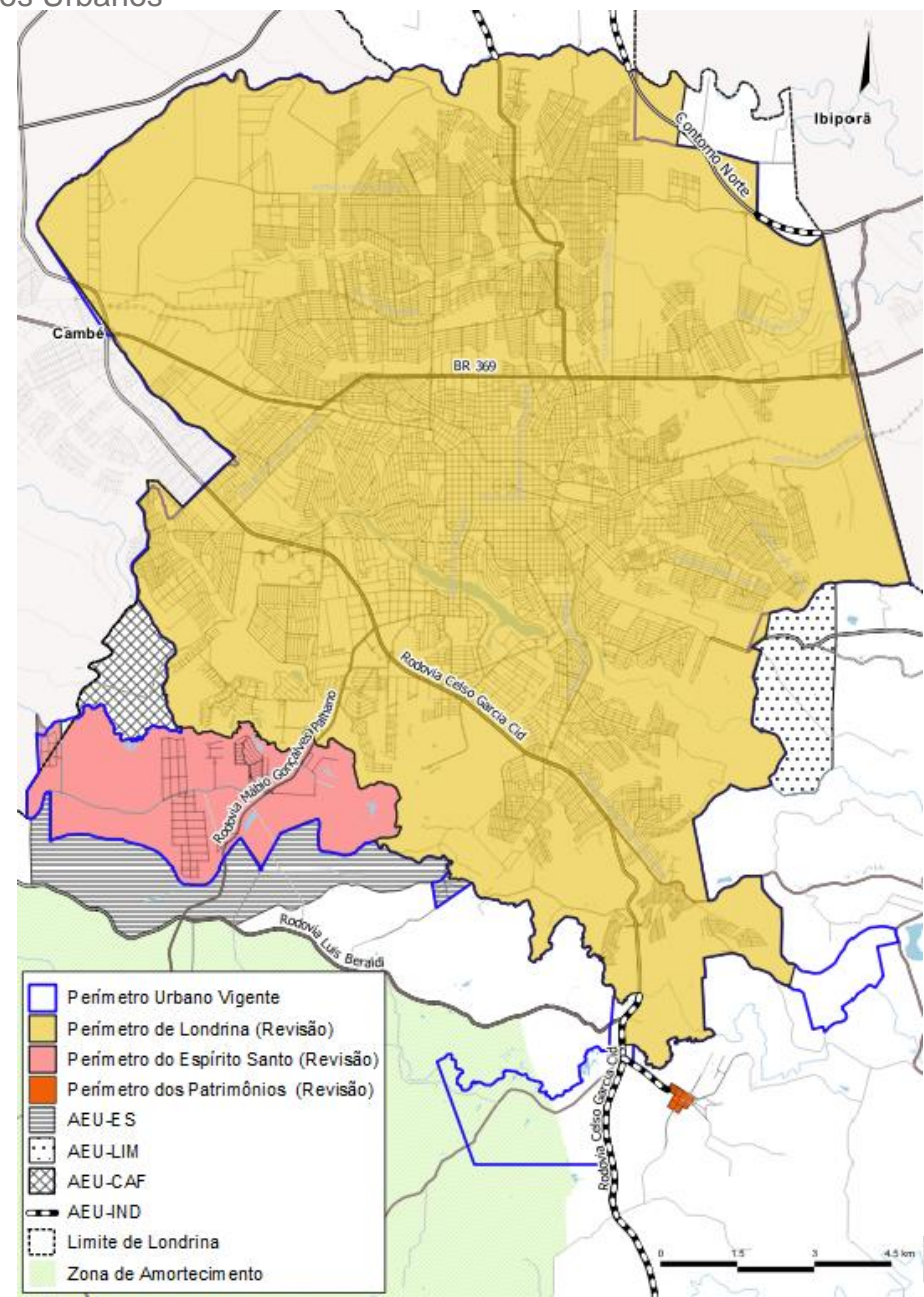 os Urbanos
N
Ibiporã
Contorno Norte
Cambé
BR 369
Rodovia Celso Garcia Cid
Rodovia Mábio Gonçalves Palhano
Rodovia Luís Beraldi
Rodovia Celso Garcia Cid
Perímetro Urbano Vigente
Perímetro de Londrina (Revisão)
Perímetro do Espírito Santo (Revisão)
Perímetro dos Patrimônios (Revisão)
AEU-ES
AEU-LIM
AEU-CAF
AEU-IND
Limite de Londrina
Zona de Amortecimento
0 1.5 3 4.5 km